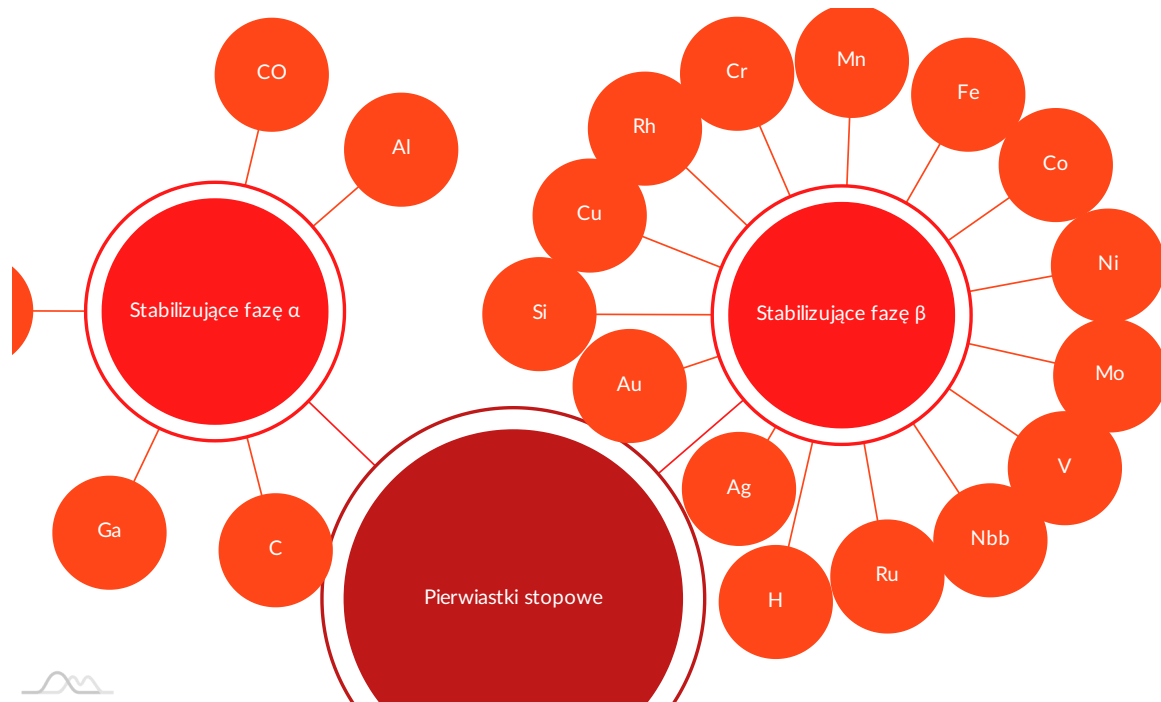 CO
Al
Stabilizujące fazę α
Ga
C
Pierwiastki stopowe
Mn
Cr
Fe
Rh
Co
Cu
Ni
Si
Stabilizujące fazę β
Mo
Au
V
Ag
Nbb
Ru
H